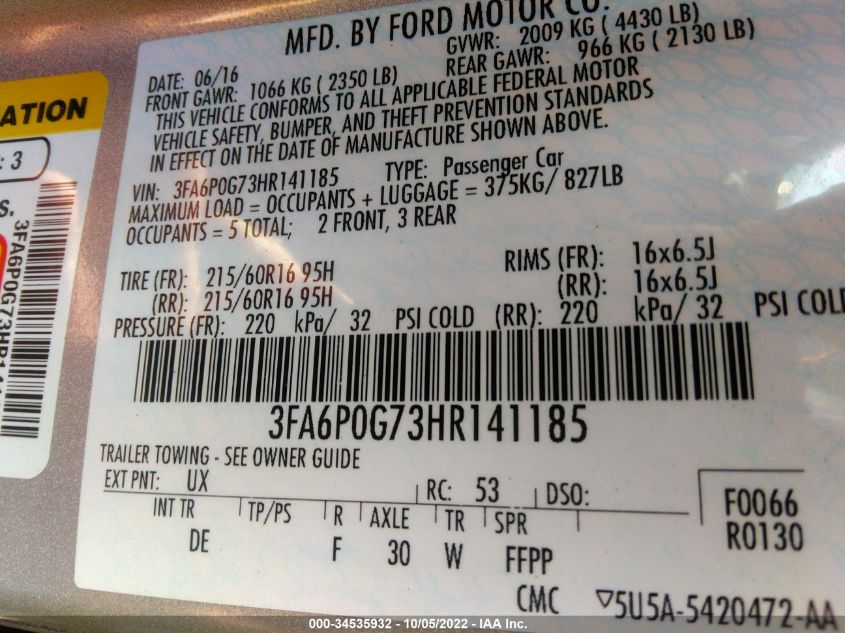 MFD. BY FORD MOTOR CO.
DATE: 06/16 GVWR: 2009 KG ( 4430 LB)
FRONT GAWR: 1066 KG ( 2350 LB) REAR GAWR: 966 KG ( 2130 LB)
THIS VEHICLE CONFORMS TO ALL APPLICABLE FEDERAL MOTOR
VEHICLE SAFETY, BUMPER, AND THEFT PREVENTION STANDARDS
IN EFFECT ON THE DATE OF MANUFACTURE SHOWN ABOVE.
VIN: 3FA6P0G73HR141185 TYPE: Passenger Car
MAXIMUM LOAD = OCCUPANTS + LUGGAGE = 375KG/ 827LB
OCCUPANTS = 5 TOTAL; 2 FRONT, 3 REAR
TIRE (FR): 215/60R16 95H RIMS (FR): 16x6.5J
(RR): 215/60R16 95H (RR): 16x6.5J
PRESSURE (FR): 220 kPa/ 32 PSI COLD (RR): 220 kPa/ 32 PSI COLD
3FA6P0G73HR141185
TRAILER TOWING - SEE OWNER GUIDE
EXT PNT: UX RC: 53 DSO: F0066
INT TR TP/PS R AXLE TR SPR R0130
DE F 30 W FFPP
CMC ▽5U5A-5420472-AA
ATION
: 3
S.
3FA6P0G73HR141
000-34535932 - 10/05/2022 - IAA Inc.